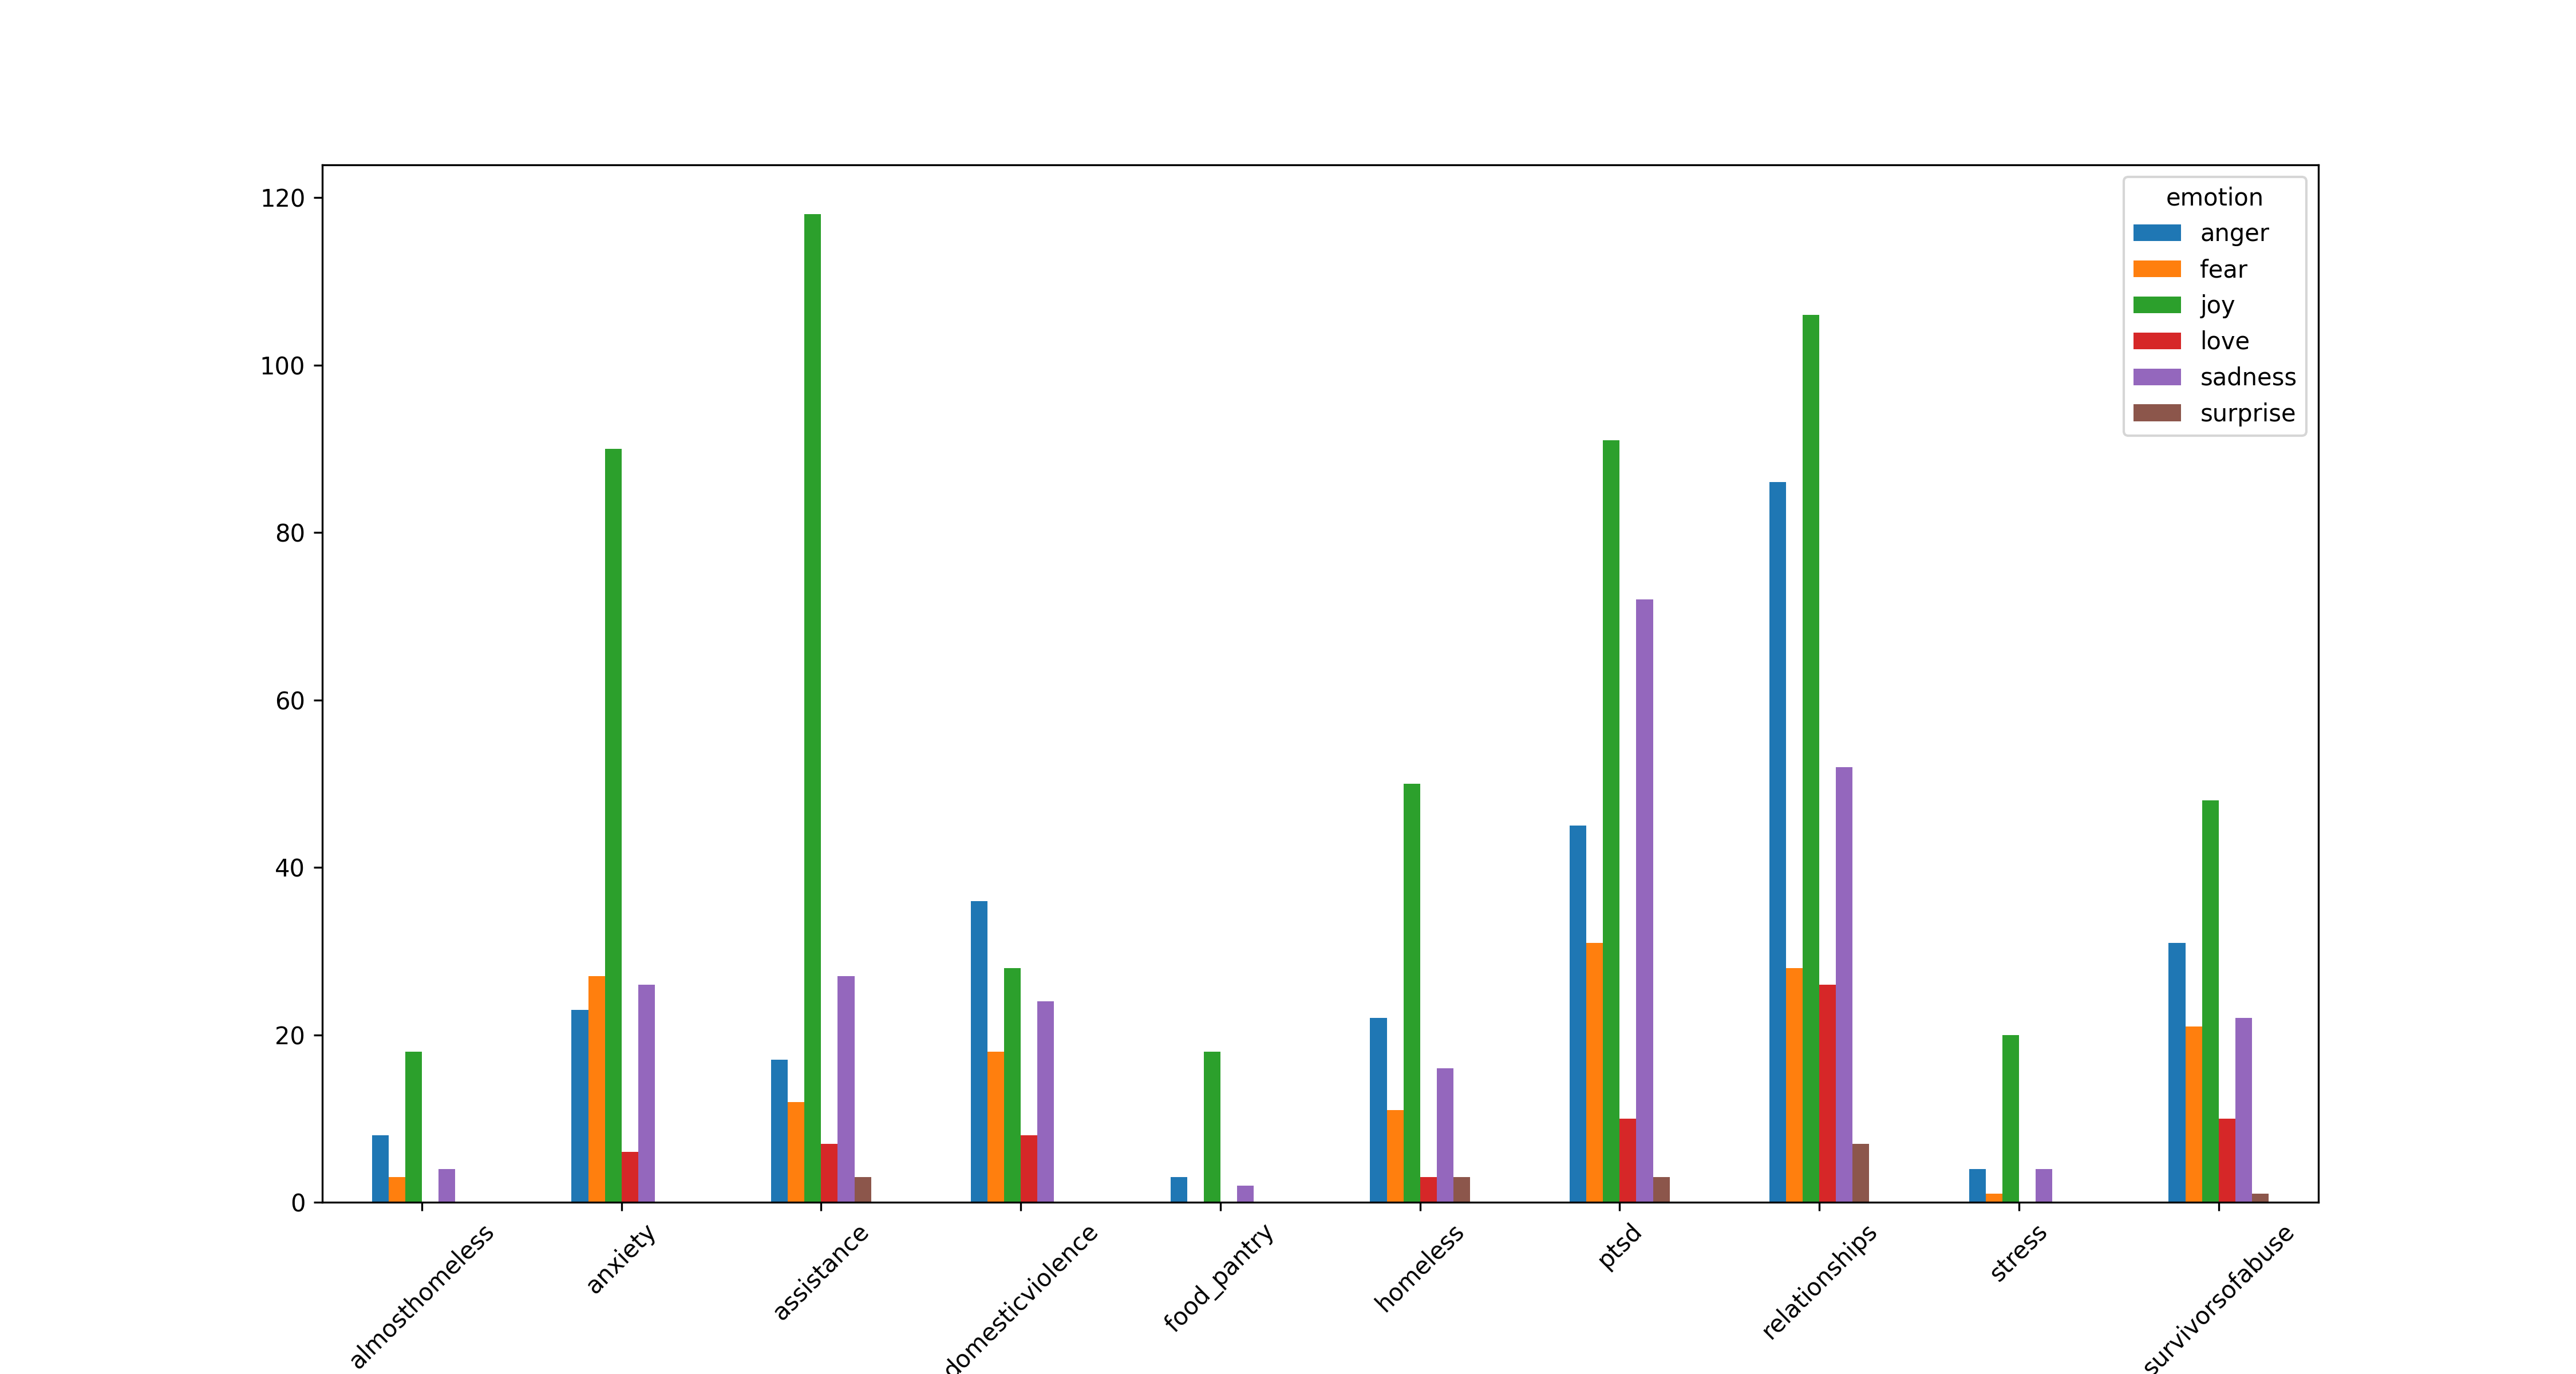 120
100
80
60
40
20
0
emotion
anger
fear
joy
love
sadness
surprise
almosthomeless
anxiety
assistance
domesticviolence
food_pantry
homeless
ptsd
relationships
stress
survivorsofabuse